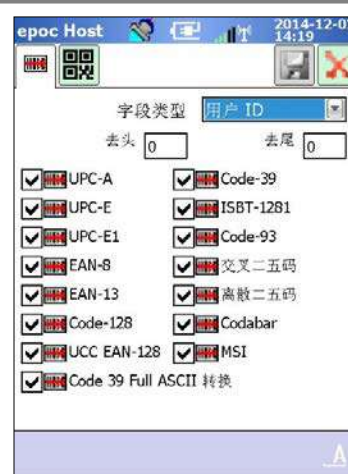 epoc Host
2014-12-0
14:19
字段类型 用户 ID
去头 0 去尾 0
UPC-A Code-39
UPC-E ISBT-1281
UPC-E1 Code-93
EAN-8 交叉二五码
EAN-13 离散二五码
Code-128 Codabar
UCC EAN-128 MSI
Code 39 Full ASCII 转换
A